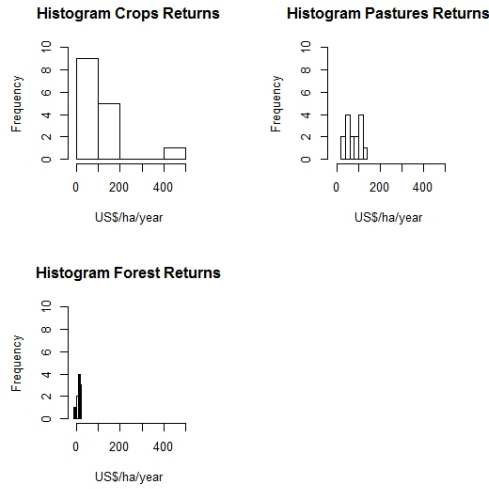 Histogram Crops Returns
Frequency
0 2 4 6 8 10
0 200 400
US$/ha/year
Histogram Pastures Returns
Frequency
0 2 4 6 8 10
0 200 400
US$/ha/year
Histogram Forest Returns
Frequency
0 2 4 6 8 10
0 200 400
US$/ha/year